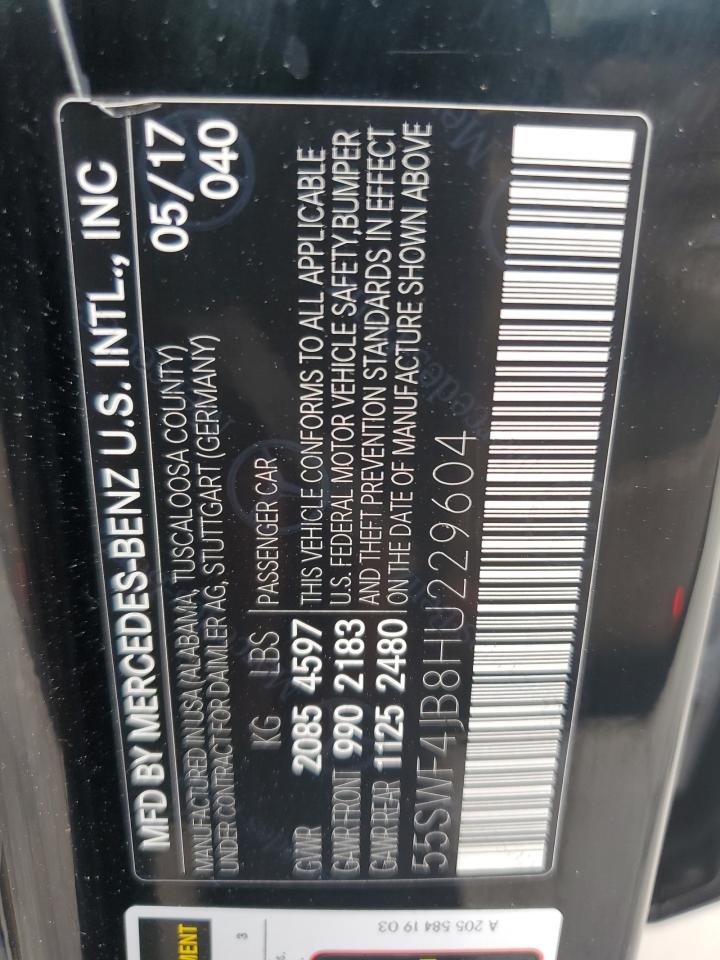 MFD BY MERCEDES-BENZ U.S. INTL., INC
MANUFACTURED IN USA (ALABAMA, TUSCALOOSA COUNTY) 05/17
UNDER CONTRACT FOR DAIMLER AG, STUTTGART (GERMANY) 040
KG LBS PASSENGER CAR
GVWR 2085 4597 THIS VEHICLE CONFORMS TO ALL APPLICABLE
GAWR FRONT 990 2183 U.S. FEDERAL MOTOR VEHICLE SAFETY, BUMPER
GAWR REAR 1125 2480 AND THEFT PREVENTION STANDARDS IN EFFECT
ON THE DATE OF MANUFACTURE SHOWN ABOVE
55SWF4JB8HU229604
A 205 584 19 03
3